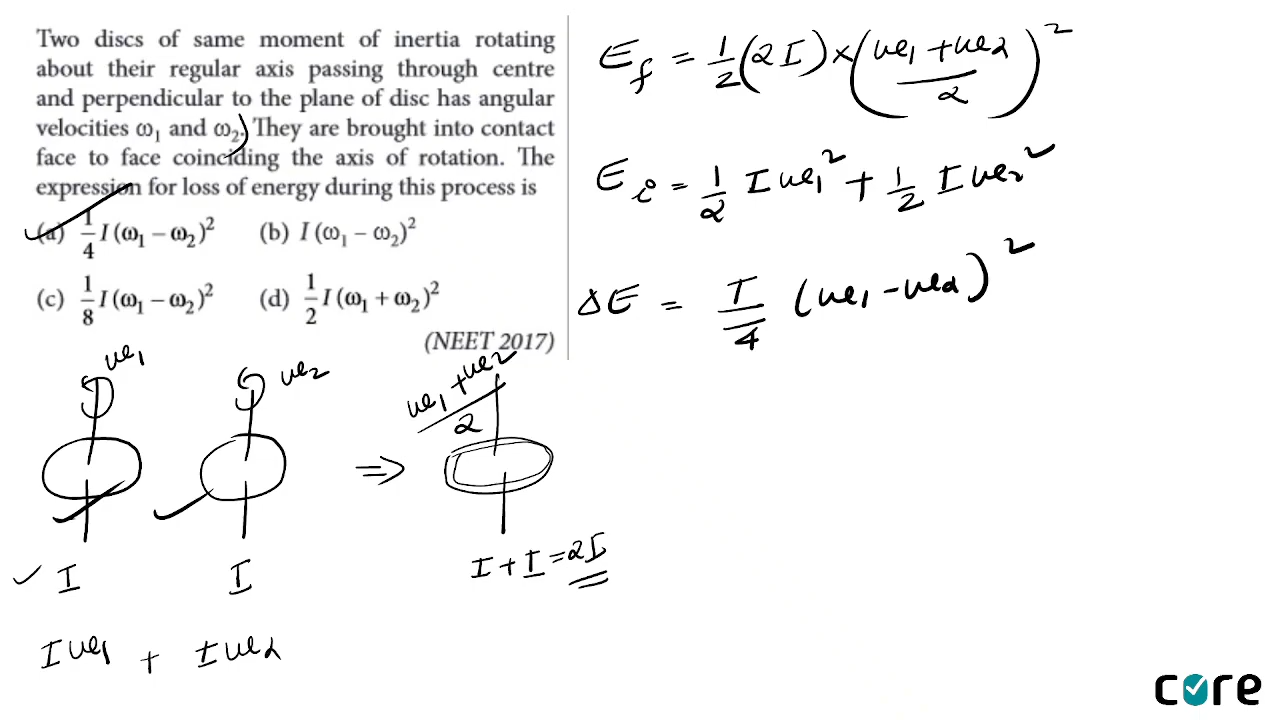 Two discs of same moment of inertia rotating
about their regular axis passing through centre
and perpendicular to the plane of disc has angular
velocities ω₁ and ω₂. They are brought into contact
face to face coinciding the axis of rotation. The
expression for loss of energy during this process is
(a) 1/4 I(ω₁ − ω₂)² (b) I(ω₁ − ω₂)²
(c) 1/8 I(ω₁ − ω₂)² (d) 1/2 I(ω₁ + ω₂)²
(NEET 2017)
E_f = 1/2 (2I) × ((ω₁ + ω₂)/2)²
E_i = 1/2 I ω₁² + 1/2 I ω₂²
ΔE = I/4 (ω₁ − ω₂)²
ω₁ ω₂ (ω₁ + ω₂)/2
⇒
I I I + I = 2I
Iω₁ + Iω₂
core